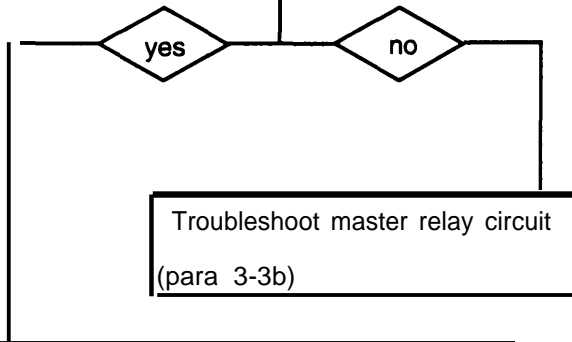 yes
no
Troubleshoot master relay circuit
(para 3-3b)